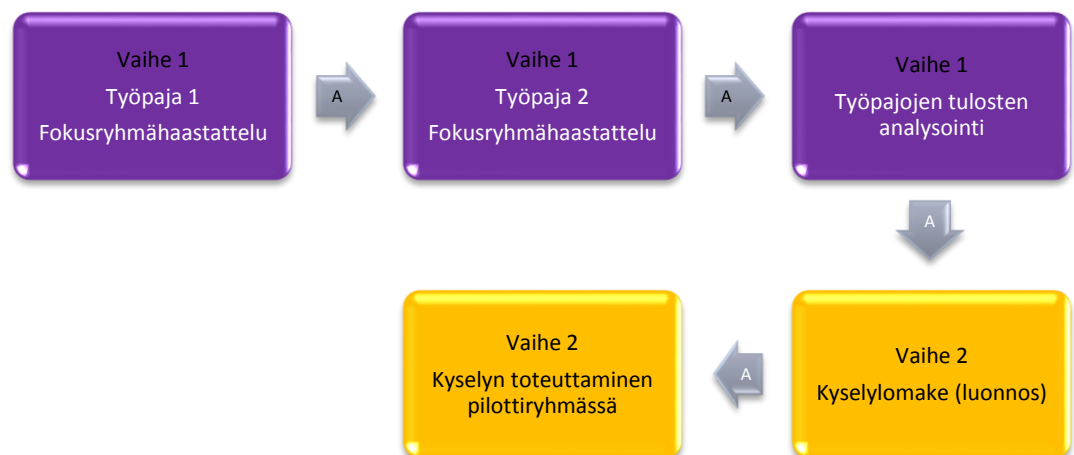 Vaihe 1
Työpaja 1
Fokusryhmähaastattelu
A
Vaihe 1
Työpaja 2
Fokusryhmähaastattelu
A
Vaihe 1
Työpajojen tulosten
analysointi
A
Vaihe 2
Kyselylomake (luonnos)
A
Vaihe 2
Kyselyn toteuttaminen
pilottiryhmässä